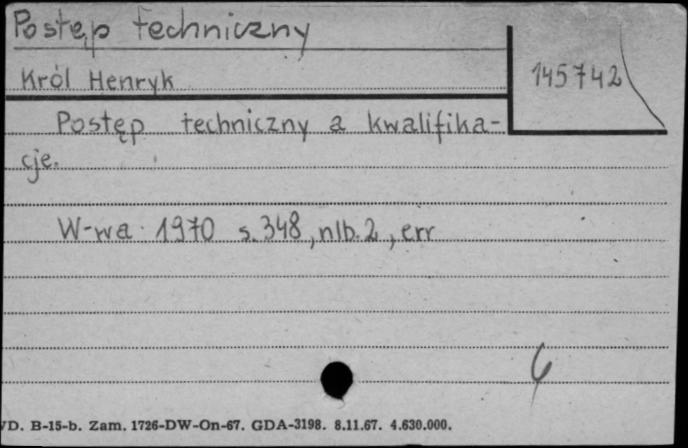 Postęp techniczny
Król Henryk
145742
Postęp techniczny a kwalifika-
cje.
W-wa 1970 s. 348, nlb. 2, err
6
VD. B-15-b. Zam. 1726-DW-On-67. GDA-3198. 8.11.67. 4.630.000.